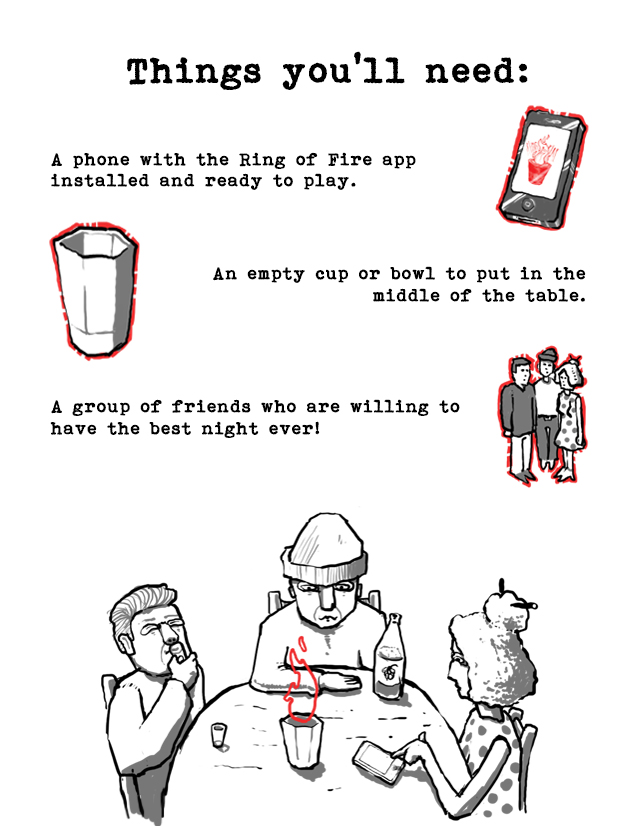 Things you'll need:
A phone with the Ring of Fire app
installed and ready to play.
An empty cup or bowl to put in the
middle of the table.
A group of friends who are willing to
have the best night ever!